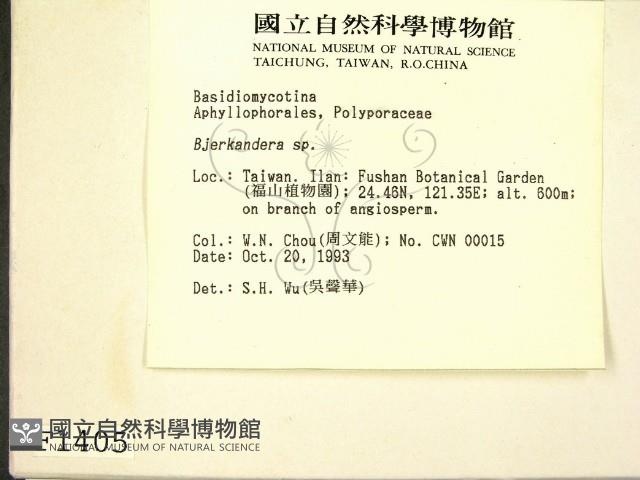 國立自然科學博物館
NATIONAL MUSEUM OF NATURAL SCIENCE
TAICHUNG, TAIWAN, R.O.CHINA
Basidiomycotina
Aphyllophorales, Polyporaceae
Bjerkandera sp.
Loc.: Taiwan. Ilan: Fushan Botanical Garden
(福山植物園); 24.46N, 121.35E; alt. 600m;
on branch of angiosperm.
Col.: W.N. Chou(周文能); No. CWN 00015
Date: Oct. 20, 1993
Det.: S.H. Wu(吳聲華)
國立自然科學博物館
NATIONAL MUSEUM OF NATURAL SCIENCE
F1405